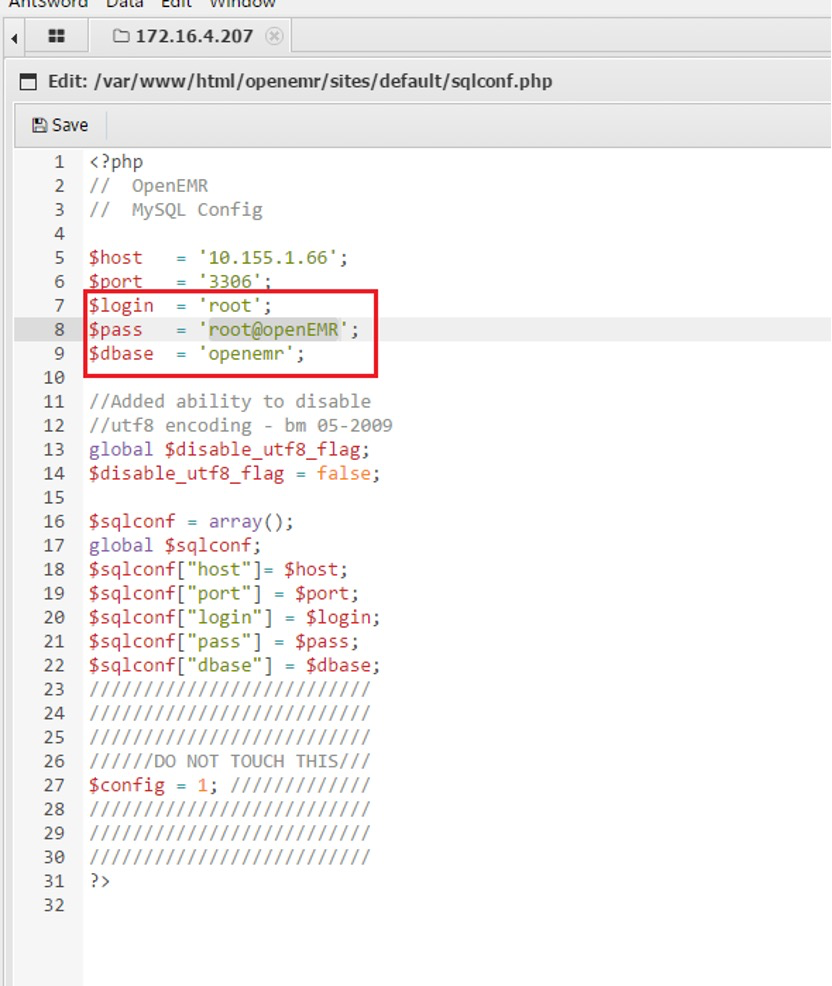 AntSword Data Edit Window
172.16.4.207
Edit: /var/www/html/openemr/sites/default/sqlconf.php
Save
1 <?php
2 //  OpenEMR
3 //  MySQL Config
4
5 $host   = '10.155.1.66';
6 $port   = '3306';
7 $login  = 'root';
8 $pass   = 'root@openEMR';
9 $dbase  = 'openemr';
10
11 //Added ability to disable
12 //utf8 encoding - bm 05-2009
13 global $disable_utf8_flag;
14 $disable_utf8_flag = false;
15
16 $sqlconf = array();
17 global $sqlconf;
18 $sqlconf["host"]= $host;
19 $sqlconf["port"] = $port;
20 $sqlconf["login"] = $login;
21 $sqlconf["pass"] = $pass;
22 $sqlconf["dbase"] = $dbase;
23 //////////////////////////
24 //////////////////////////
25 //////////////////////////
26 //////DO NOT TOUCH THIS///
27 $config = 1; /////////////
28 //////////////////////////
29 //////////////////////////
30 //////////////////////////
31 ?>
32